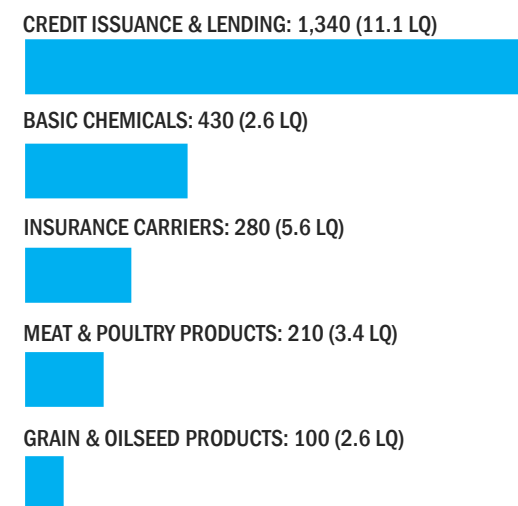 CREDIT ISSUANCE & LENDING: 1,340 (11.1 LQ)
BASIC CHEMICALS: 430 (2.6 LQ)
INSURANCE CARRIERS: 280 (5.6 LQ)
MEAT & POULTRY PRODUCTS: 210 (3.4 LQ)
GRAIN & OILSEED PRODUCTS: 100 (2.6 LQ)